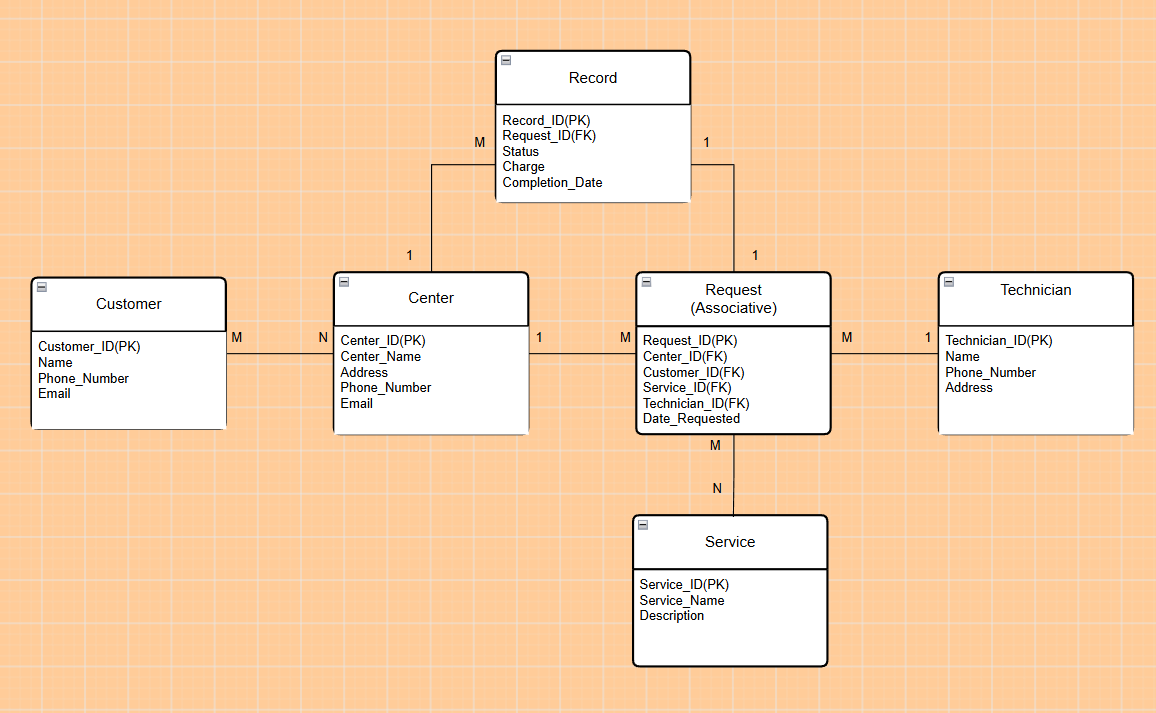 Record
Record_ID(PK)
Request_ID(FK)
Status
Charge
Completion_Date
M
1
1
1
Customer
Customer_ID(PK)
Name
Phone_Number
Email
M
N
Center
Center_ID(PK)
Center_Name
Address
Phone_Number
Email
1
M
Request
(Associative)
Request_ID(PK)
Center_ID(FK)
Customer_ID(FK)
Service_ID(FK)
Technician_ID(FK)
Date_Requested
M
1
Technician
Technician_ID(PK)
Name
Phone_Number
Address
M
N
Service
Service_ID(PK)
Service_Name
Description